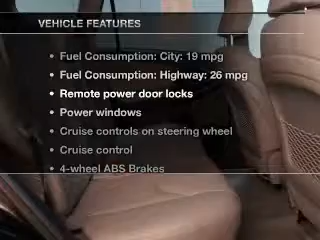 VEHICLE FEATURES
• Fuel Consumption: City: 19 mpg
• Fuel Consumption: Highway: 26 mpg
• Remote power door locks
• Power windows
• Cruise controls on steering wheel
• Cruise control
• 4-wheel ABS Brakes